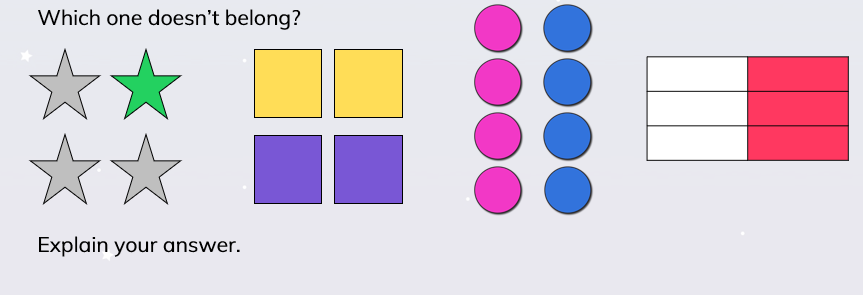 Which one doesn’t belong?
Explain your answer.